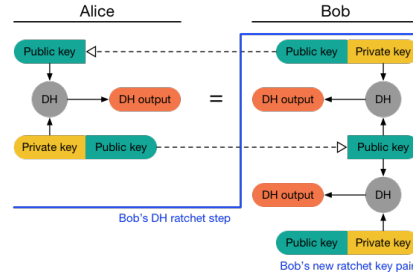 Alice Bob
Public key Public key Private key
DH DH output = DH output DH
Private key Public key Public key
DH output DH
Bob's DH ratchet step
Public key Private key
Bob's new ratchet key pair